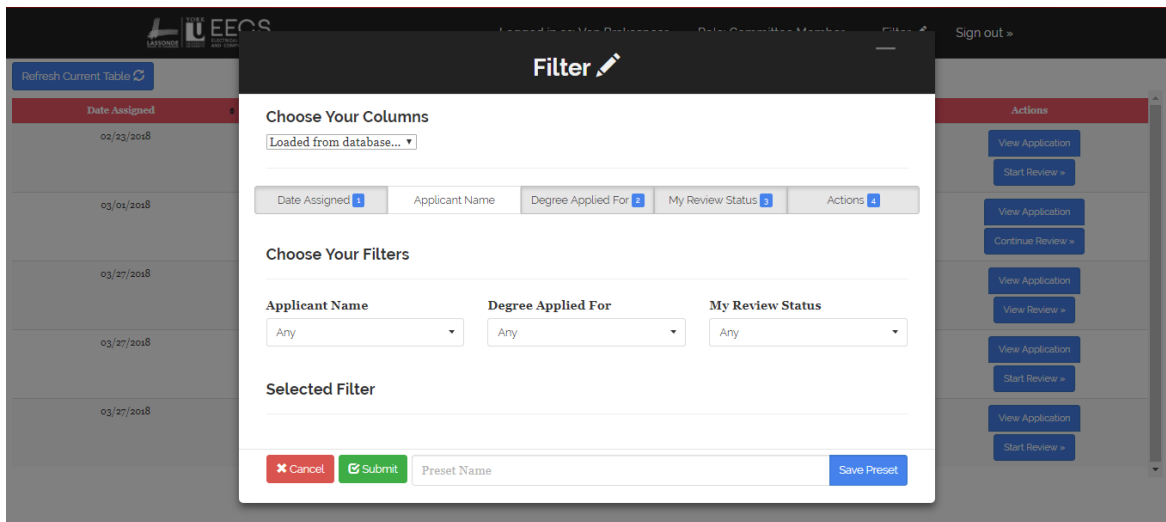 LASSONDE YORK U EECS
Sign out »
Refresh Current Table
Filter
Date Assigned
Actions
Choose Your Columns
Loaded from database...
02/23/2018
View Application
Start Review »
Date Assigned 1 Applicant Name Degree Applied For 2 My Review Status 3 Actions 4
03/01/2018
View Application
Continue Review »
Choose Your Filters
03/27/2018
View Application
View Review »
Applicant Name Degree Applied For My Review Status
Any Any Any
03/27/2018
View Application
Start Review »
Selected Filter
03/27/2018
View Application
Start Review »
Cancel Submit Preset Name Save Preset